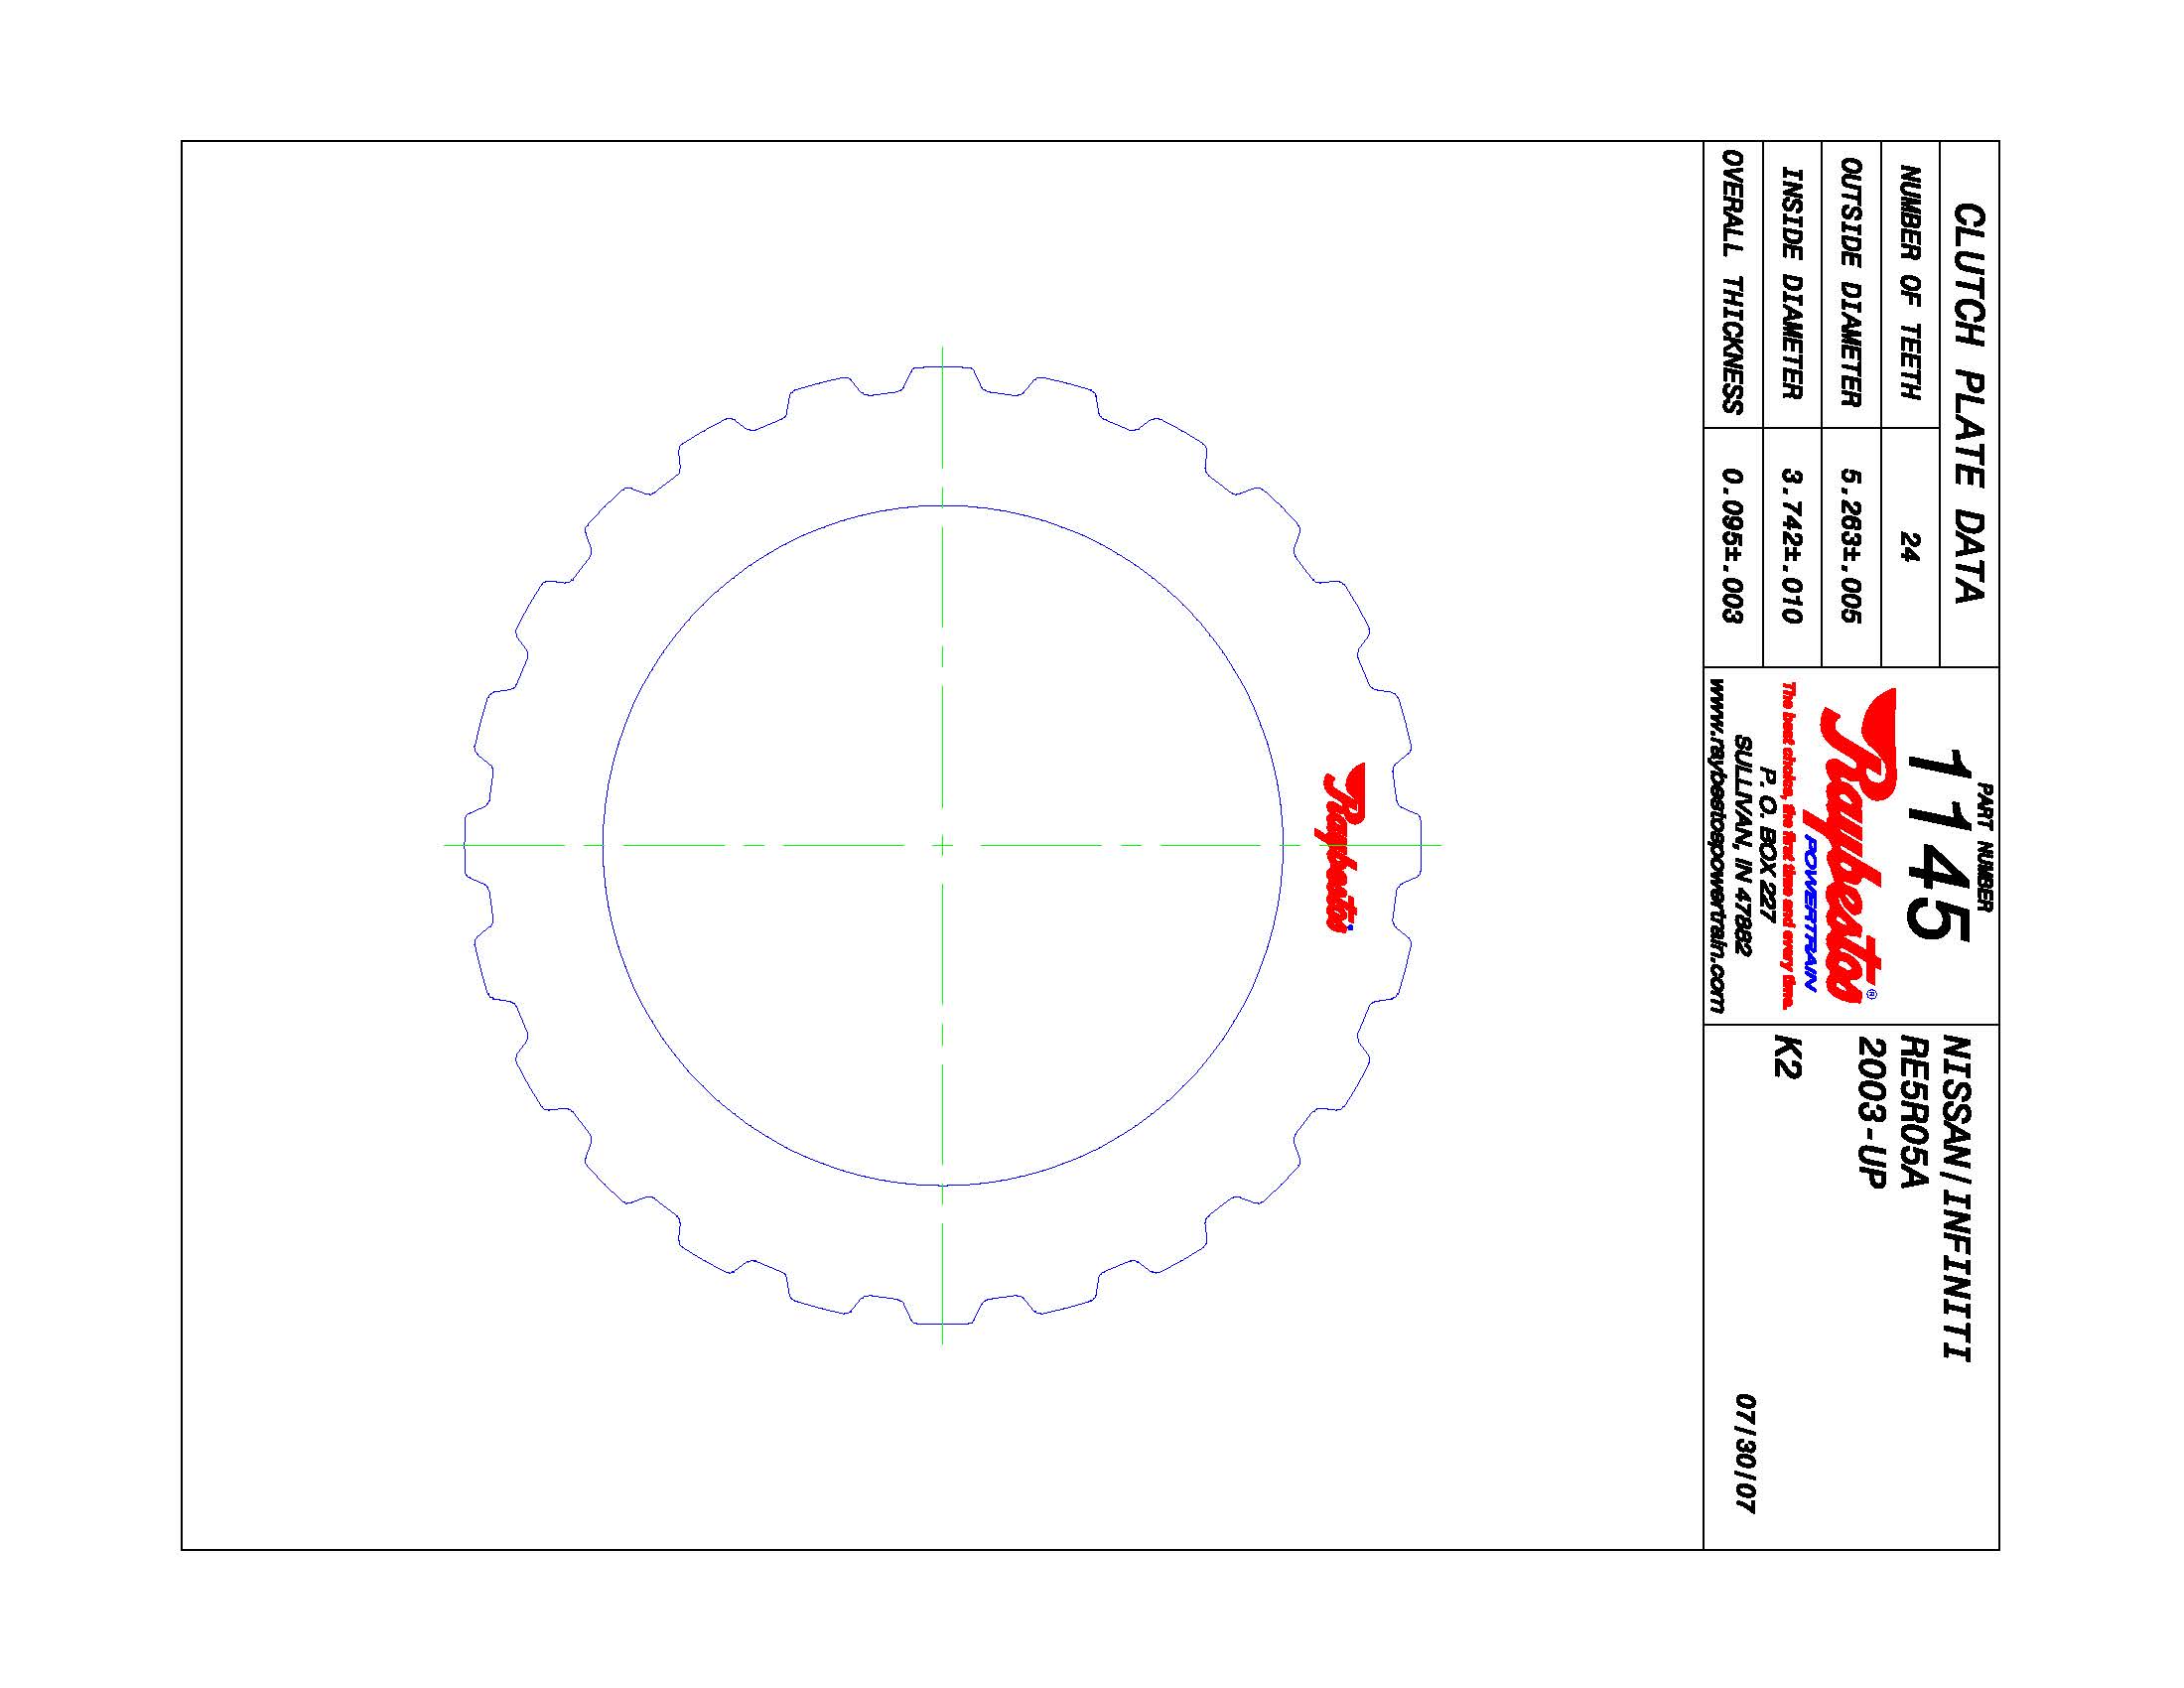 CLUTCH PLATE DATA
NUMBER OF TEETH 24
OUTSIDE DIAMETER 5.263±.005
INSIDE DIAMETER 3.742±.010
OVERALL THICKNESS 0.095±.003
PART NUMBER
1145
Raybestos®
POWERTRAIN
The best choice, the first time and every time.
P. O. BOX 227
SULLIVAN, IN 47882
www.raybestospowertrain.com
NISSAN/INFINITI
RE5R05A
2003-UP
K2
07/30/07
Raybestos